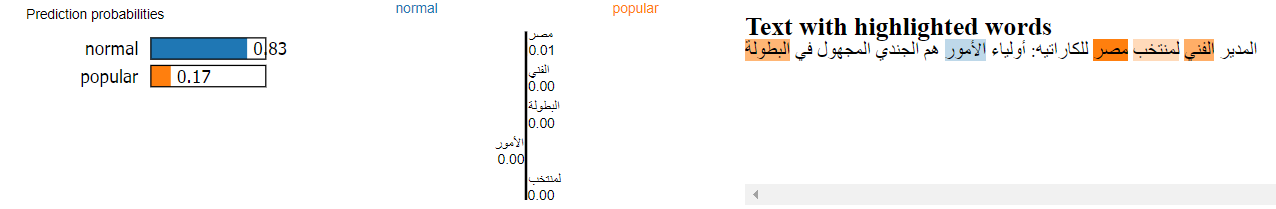 Prediction probabilities
normal 0.83
popular 0.17
normal popular
مصر
0.01
الفني
0.00
البطولة
0.00
الأمور
0.00
لمنتخب
0.00
Text with highlighted words
المدير الفني لمنتخب مصر للكاراتيه: أولياء الأمور هم الجندي المجهول في البطولة